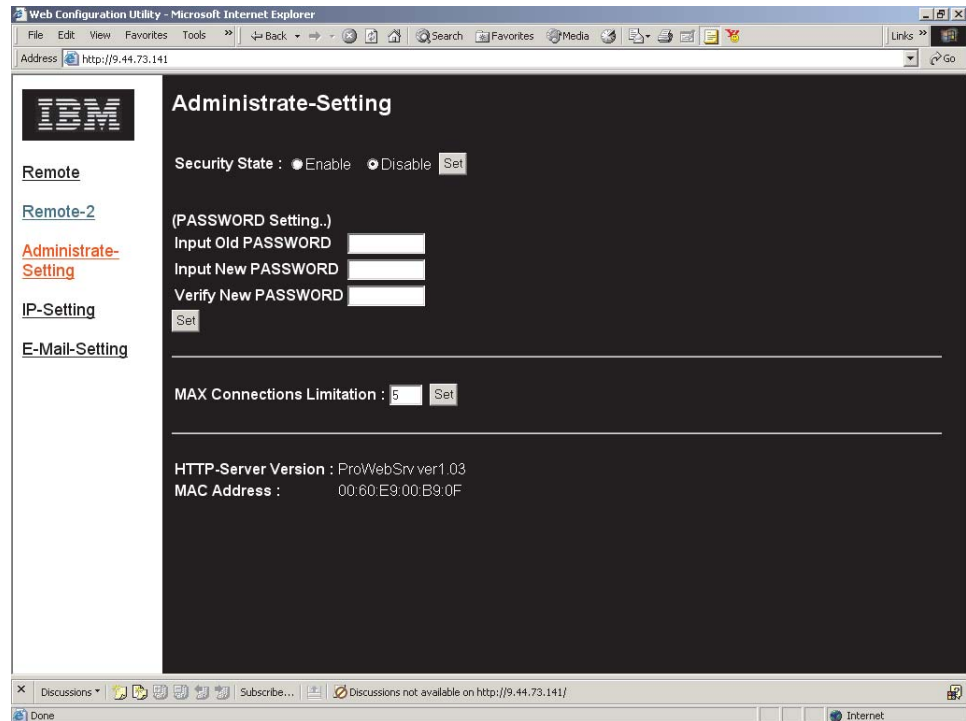 Web Configuration Utility - Microsoft Internet Explorer
File Edit View Favorites Tools » Back Search Favorites Media Links »
Address http://9.44.73.141 Go
IBM
Remote
Remote-2
Administrate-
Setting
IP-Setting
E-Mail-Setting
Administrate-Setting
Security State : Enable Disable Set
(PASSWORD Setting..)
Input Old PASSWORD
Input New PASSWORD
Verify New PASSWORD
Set
MAX Connections Limitation : 5 Set
HTTP-Server Version : ProWebSrv ver1.03
MAC Address : 00:60:E9:00:B9:0F
Discussions Subscribe... Discussions not available on http://9.44.73.141/
Done Internet